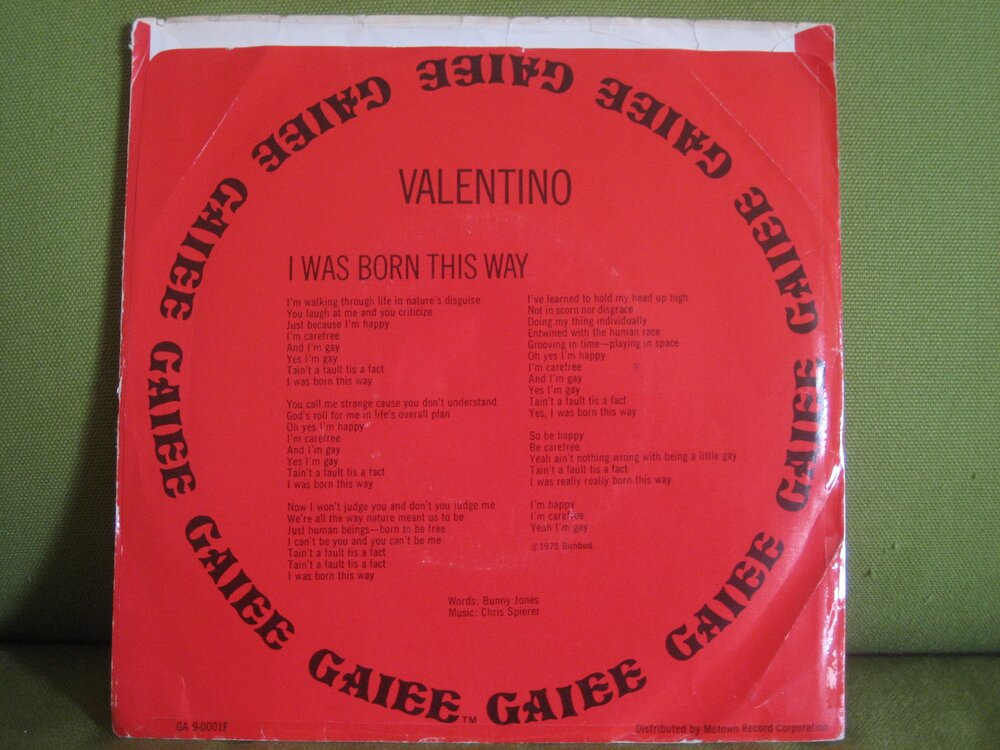 GAIEE GAIEE GAIEE GAIEE GAIEE GAIEE GAIEE GAIEE GAIEE GAIEE GAIEE TM
VALENTINO
I WAS BORN THIS WAY
I'm walking through life in nature's disguise
You laugh at me and you criticize
Just because I'm happy
I'm carefree
And I'm gay
Yes I'm gay
Tain't a fault tis a fact
I was born this way
You call me strange cause you don't understand
God's roll for me in life's overall plan
Oh yes I'm happy
I'm carefree
And I'm gay
Yes I'm gay
Tain't a fault tis a fact
I was born this way
Now I won't judge you and don't you judge me
We're all the way nature meant us to be
Just human beings—born to be free
I can't be you and you can't be me
Tain't a fault tis a fact
Tain't a fault tis a fact
I was born this way
I've learned to hold my head up high
Not in scorn nor disgrace
Doing my thing individually
Entwined with the human race
Grooving in time—playing in space
Oh yes I'm happy
I'm carefree
And I'm gay
Yes I'm gay
Tain't a fault tis a fact
Yes, I was born this way
So be happy
Be carefree
Yeah ain't nothing wrong with being a little gay
Tain't a fault tis a fact
I was really really born this way
I'm happy
I'm carefree
Yeah I'm gay
©1975 Bunbud
Words: Bunny Jones
Music: Chris Spierer
GA 9-0001F
Distributed by Motown Record Corporation